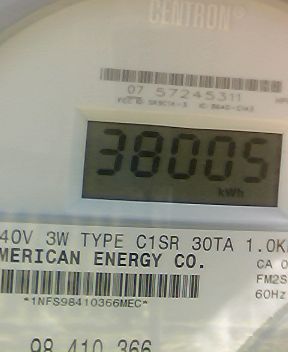 CENTRON®
07 57245311
38005
kWh
40V 3W TYPE C1SR 30TA 1.0K
MERICAN ENERGY CO.
CA 0
FM2S
60Hz
*1NFS98410366MEC*
98 410 366